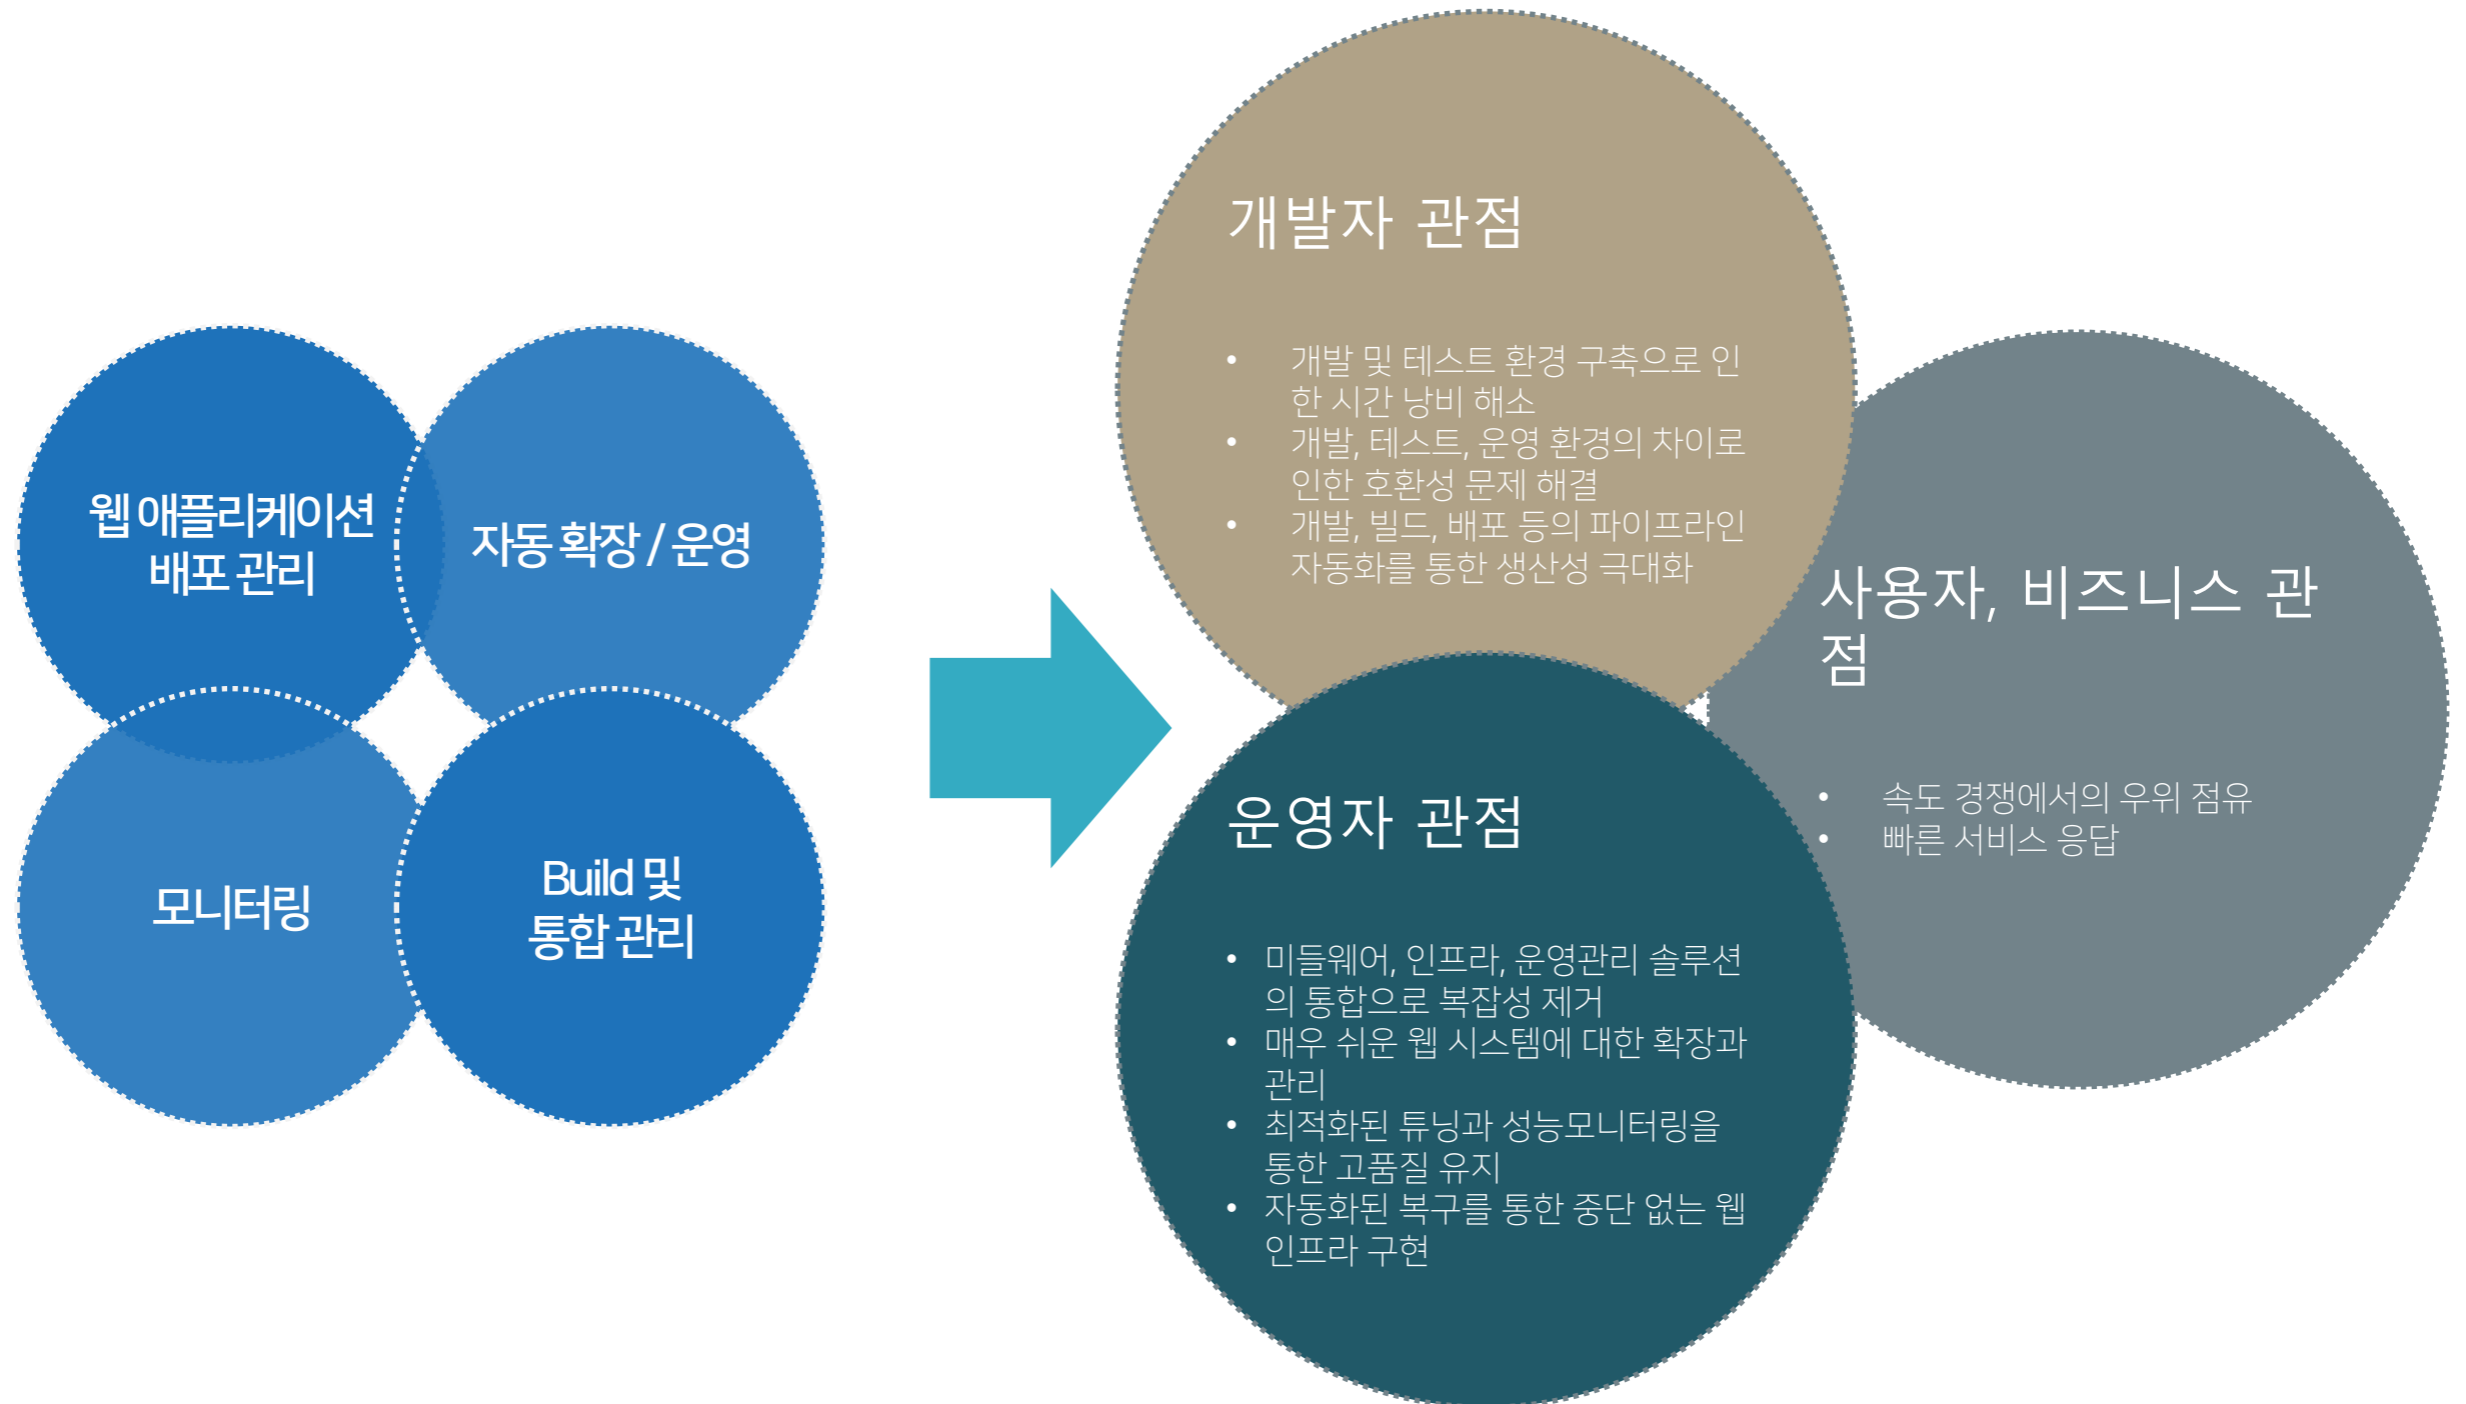 웹 애플리케이션
배포 관리
자동 확장 / 운영
모니터링
Build 및
통합 관리
개발자 관점
• 개발 및 테스트 환경 구축으로 인
한 시간 낭비 해소
• 개발, 테스트, 운영 환경의 차이로
인한 호환성 문제 해결
• 개발, 빌드, 배포 등의 파이프라인
자동화를 통한 생산성 극대화
사용자, 비즈니스 관
점
• 속도 경쟁에서의 우위 점유
• 빠른 서비스 응답
운영자 관점
• 미들웨어, 인프라, 운영관리 솔루션
의 통합으로 복잡성 제거
• 매우 쉬운 웹 시스템에 대한 확장과
관리
• 최적화된 튜닝과 성능모니터링을
통한 고품질 유지
• 자동화된 복구를 통한 중단 없는 웹
인프라 구현